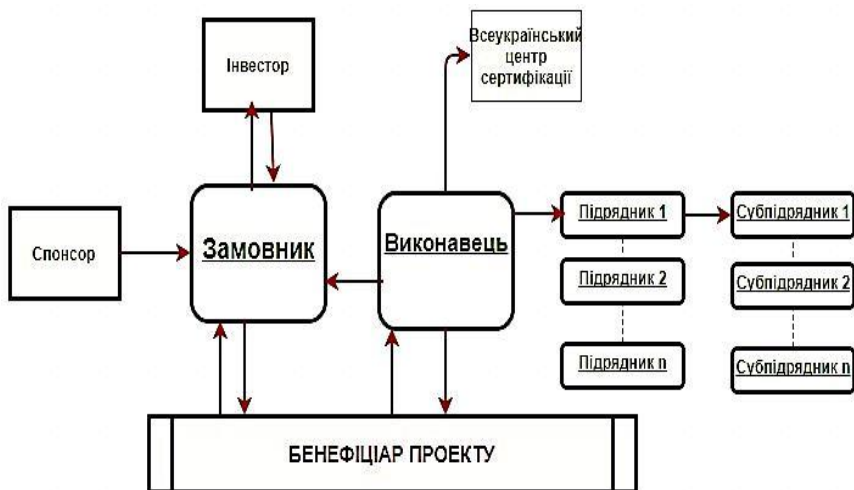 Всеукраїнський
центр
сертифікації
Інвестор
Спонсор
Замовник
Виконавець
Підрядник 1
Субпідрядник 1
Підрядник 2
Субпідрядник 2
Підрядник n
Субпідрядник n
БЕНЕФІЦІАР ПРОЕКТУ